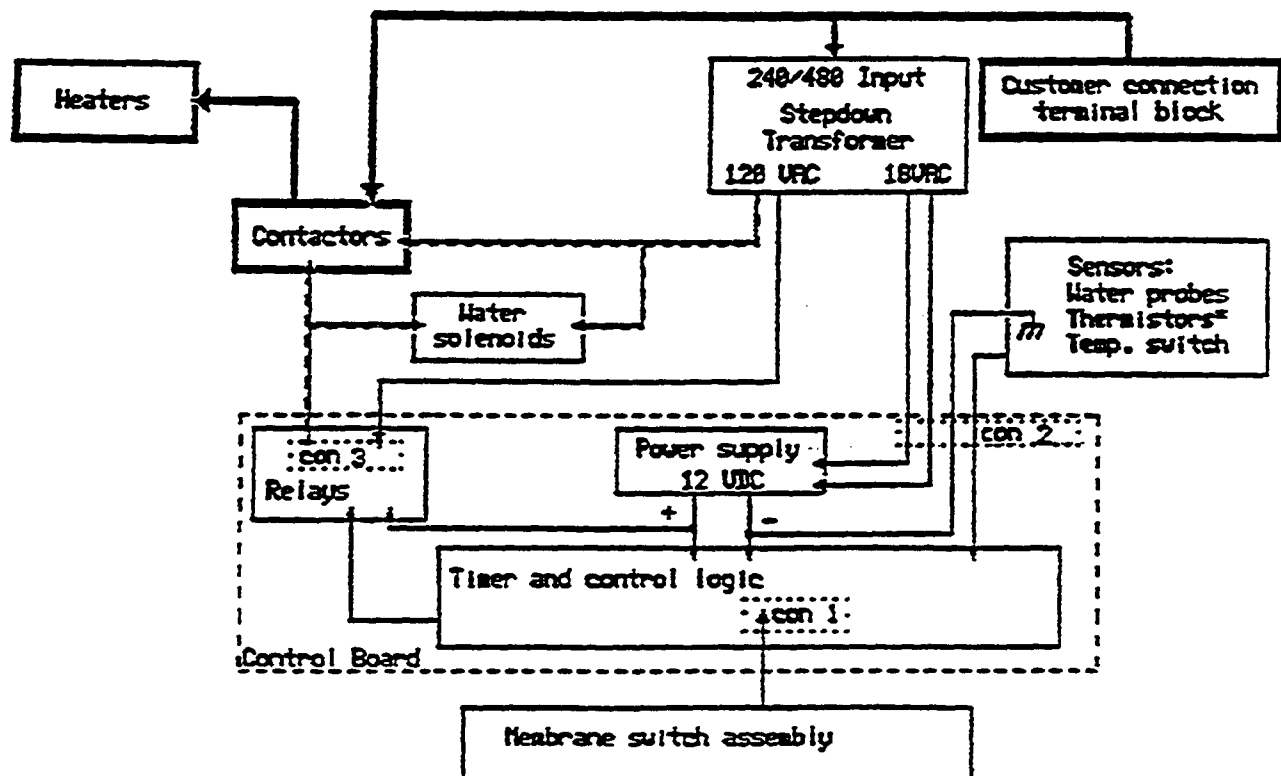 240/480 Input
Stepdown
Transformer
120 VAC 18VAC
Customer connection
terminal block
Heaters
Contactors
Water
solenoids
Sensors:
Water probes
Thermistors*
Temp. switch
con 3
Relays
Power supply
12 VDC
con 2
+ -
Timer and control logic
con 1
Control Board
Membrane switch assembly